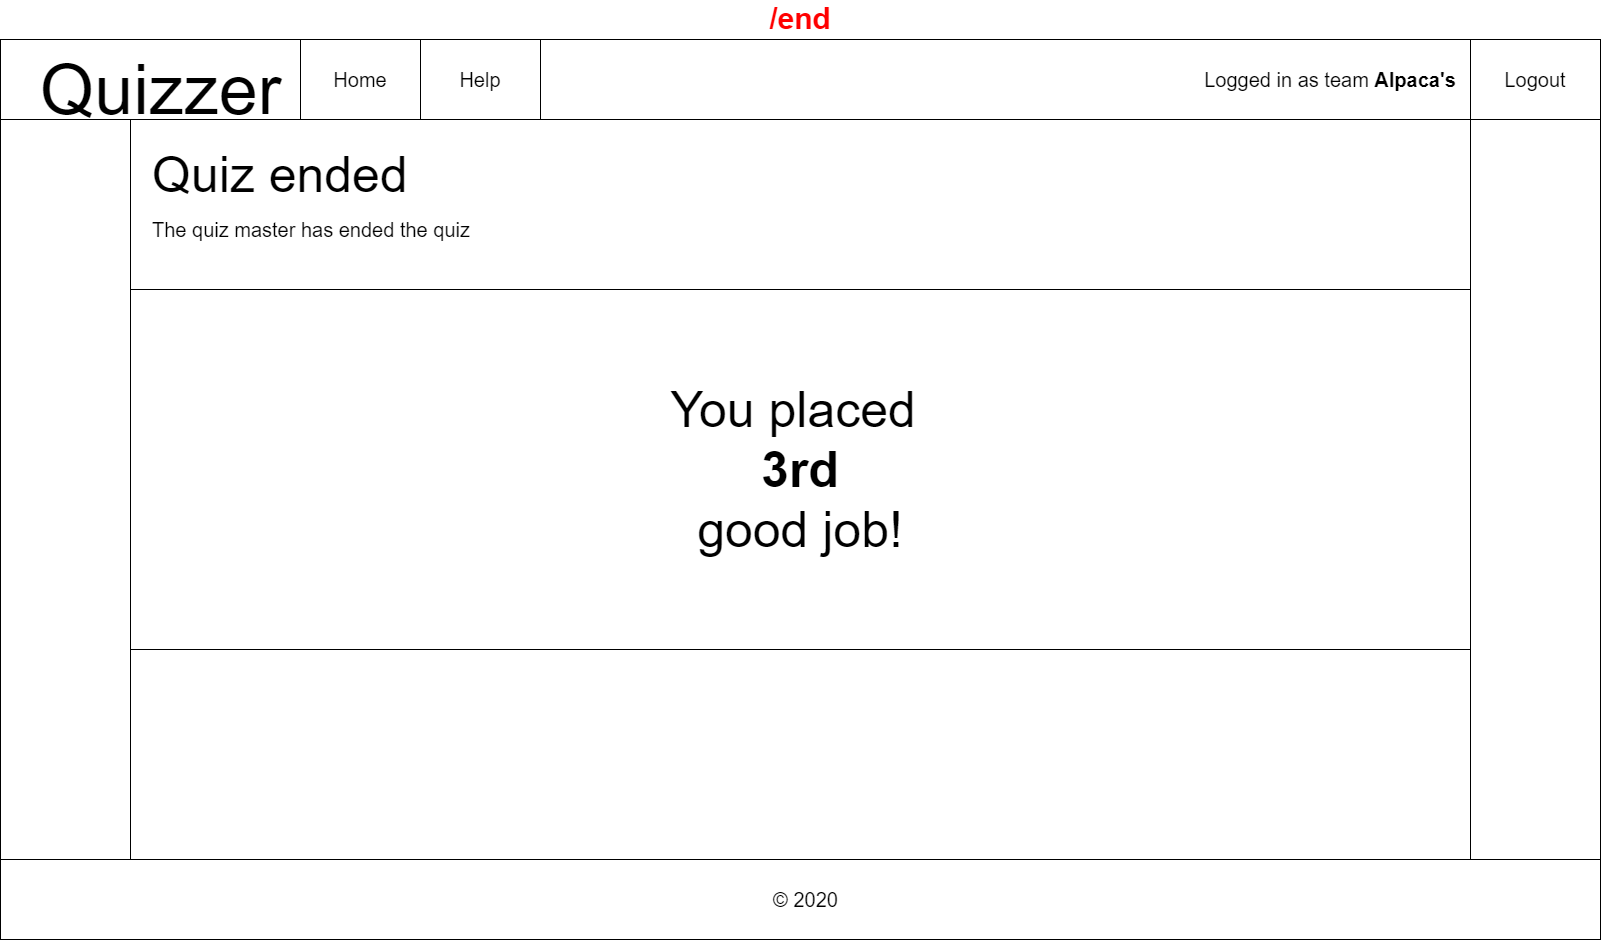 /end
Quizzer
Home
Help
Logged in as team Alpaca's
Logout
Quiz ended
The quiz master has ended the quiz
You placed
3rd
good job!
© 2020